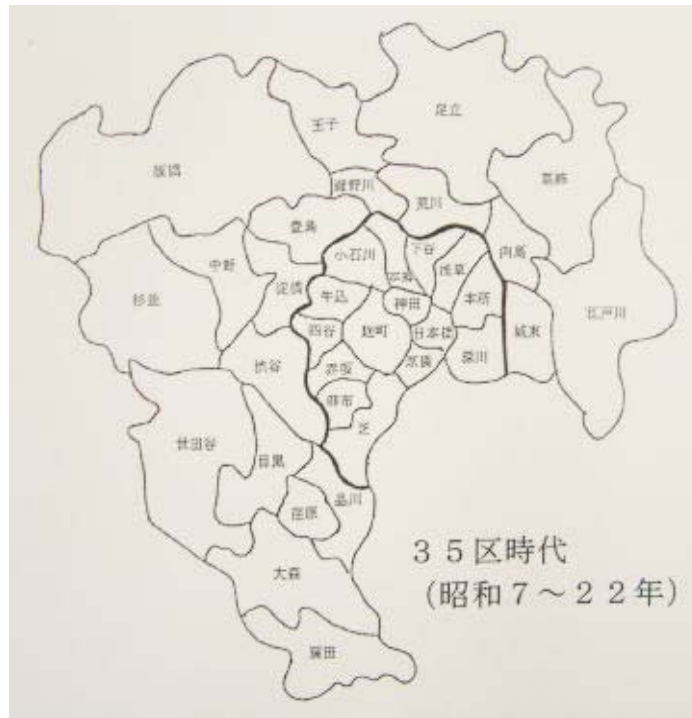 足立
王子
板橋
葛飾
滝野川
荒川
豊島
下谷
向島
小石川
中野
本郷
浅草
淀橋
牛込
神田
本所
杉並
江戸川
四谷
麹町
日本橋
城東
渋谷
赤坂
京橋
深川
麻布
芝
世田谷
目黒
品川
荏原
35区時代
大森
(昭和7~22年)
蒲田